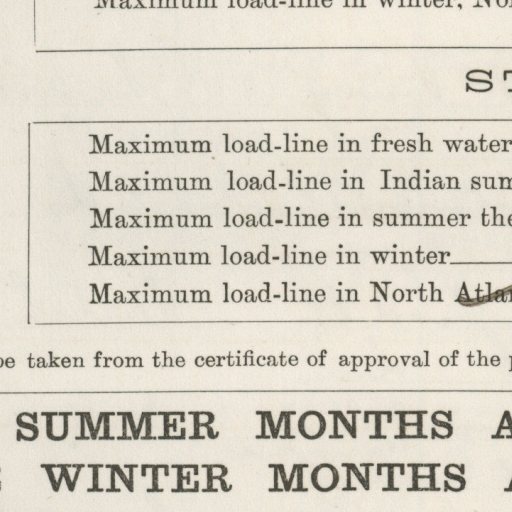 Maximum load-line in winter, No
ST
Maximum load-line in fresh water
Maximum load-line in Indian sum
Maximum load-line in summer the
Maximum load-line in winter
Maximum load-line in North Atlan
be taken from the certificate of approval of the p
SUMMER MONTHS A
WINTER MONTHS A